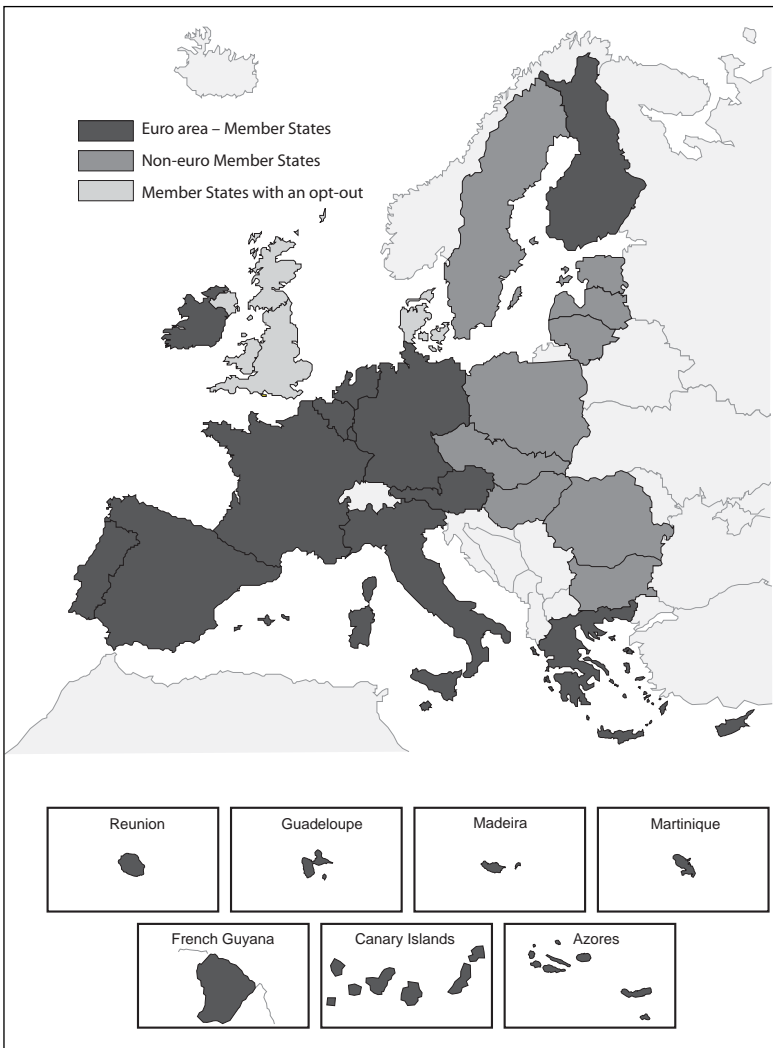 Euro area – Member States
Non-euro Member States
Member States with an opt-out
Reunion
Guadeloupe
Madeira
Martinique
French Guyana
Canary Islands
Azores